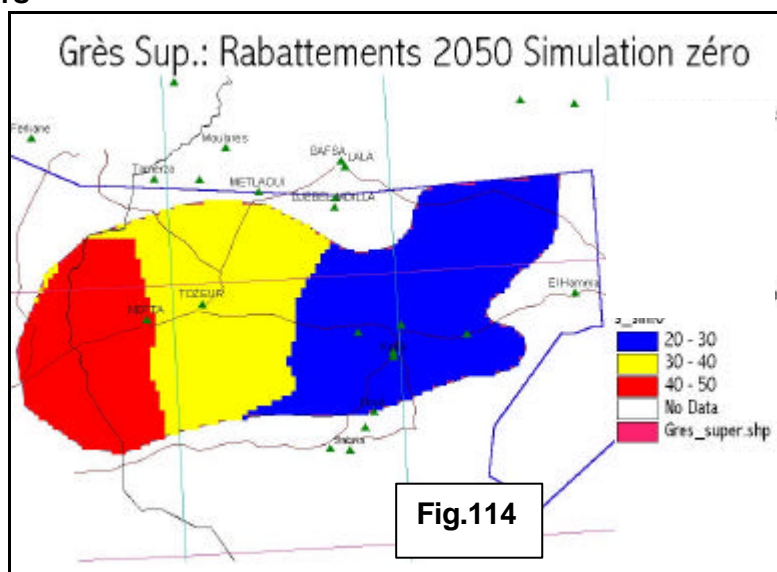 Grès Sup.: Rabattements 2050 Simulation zéro
Feriane
Moulares
GAFSA
LALA
Tamerza
METLAOUI
El Hamma
TOZEUR
NEFTA
20 - 30
30 - 40
40 - 50
No Data
Gres_super.shp
Fig.114